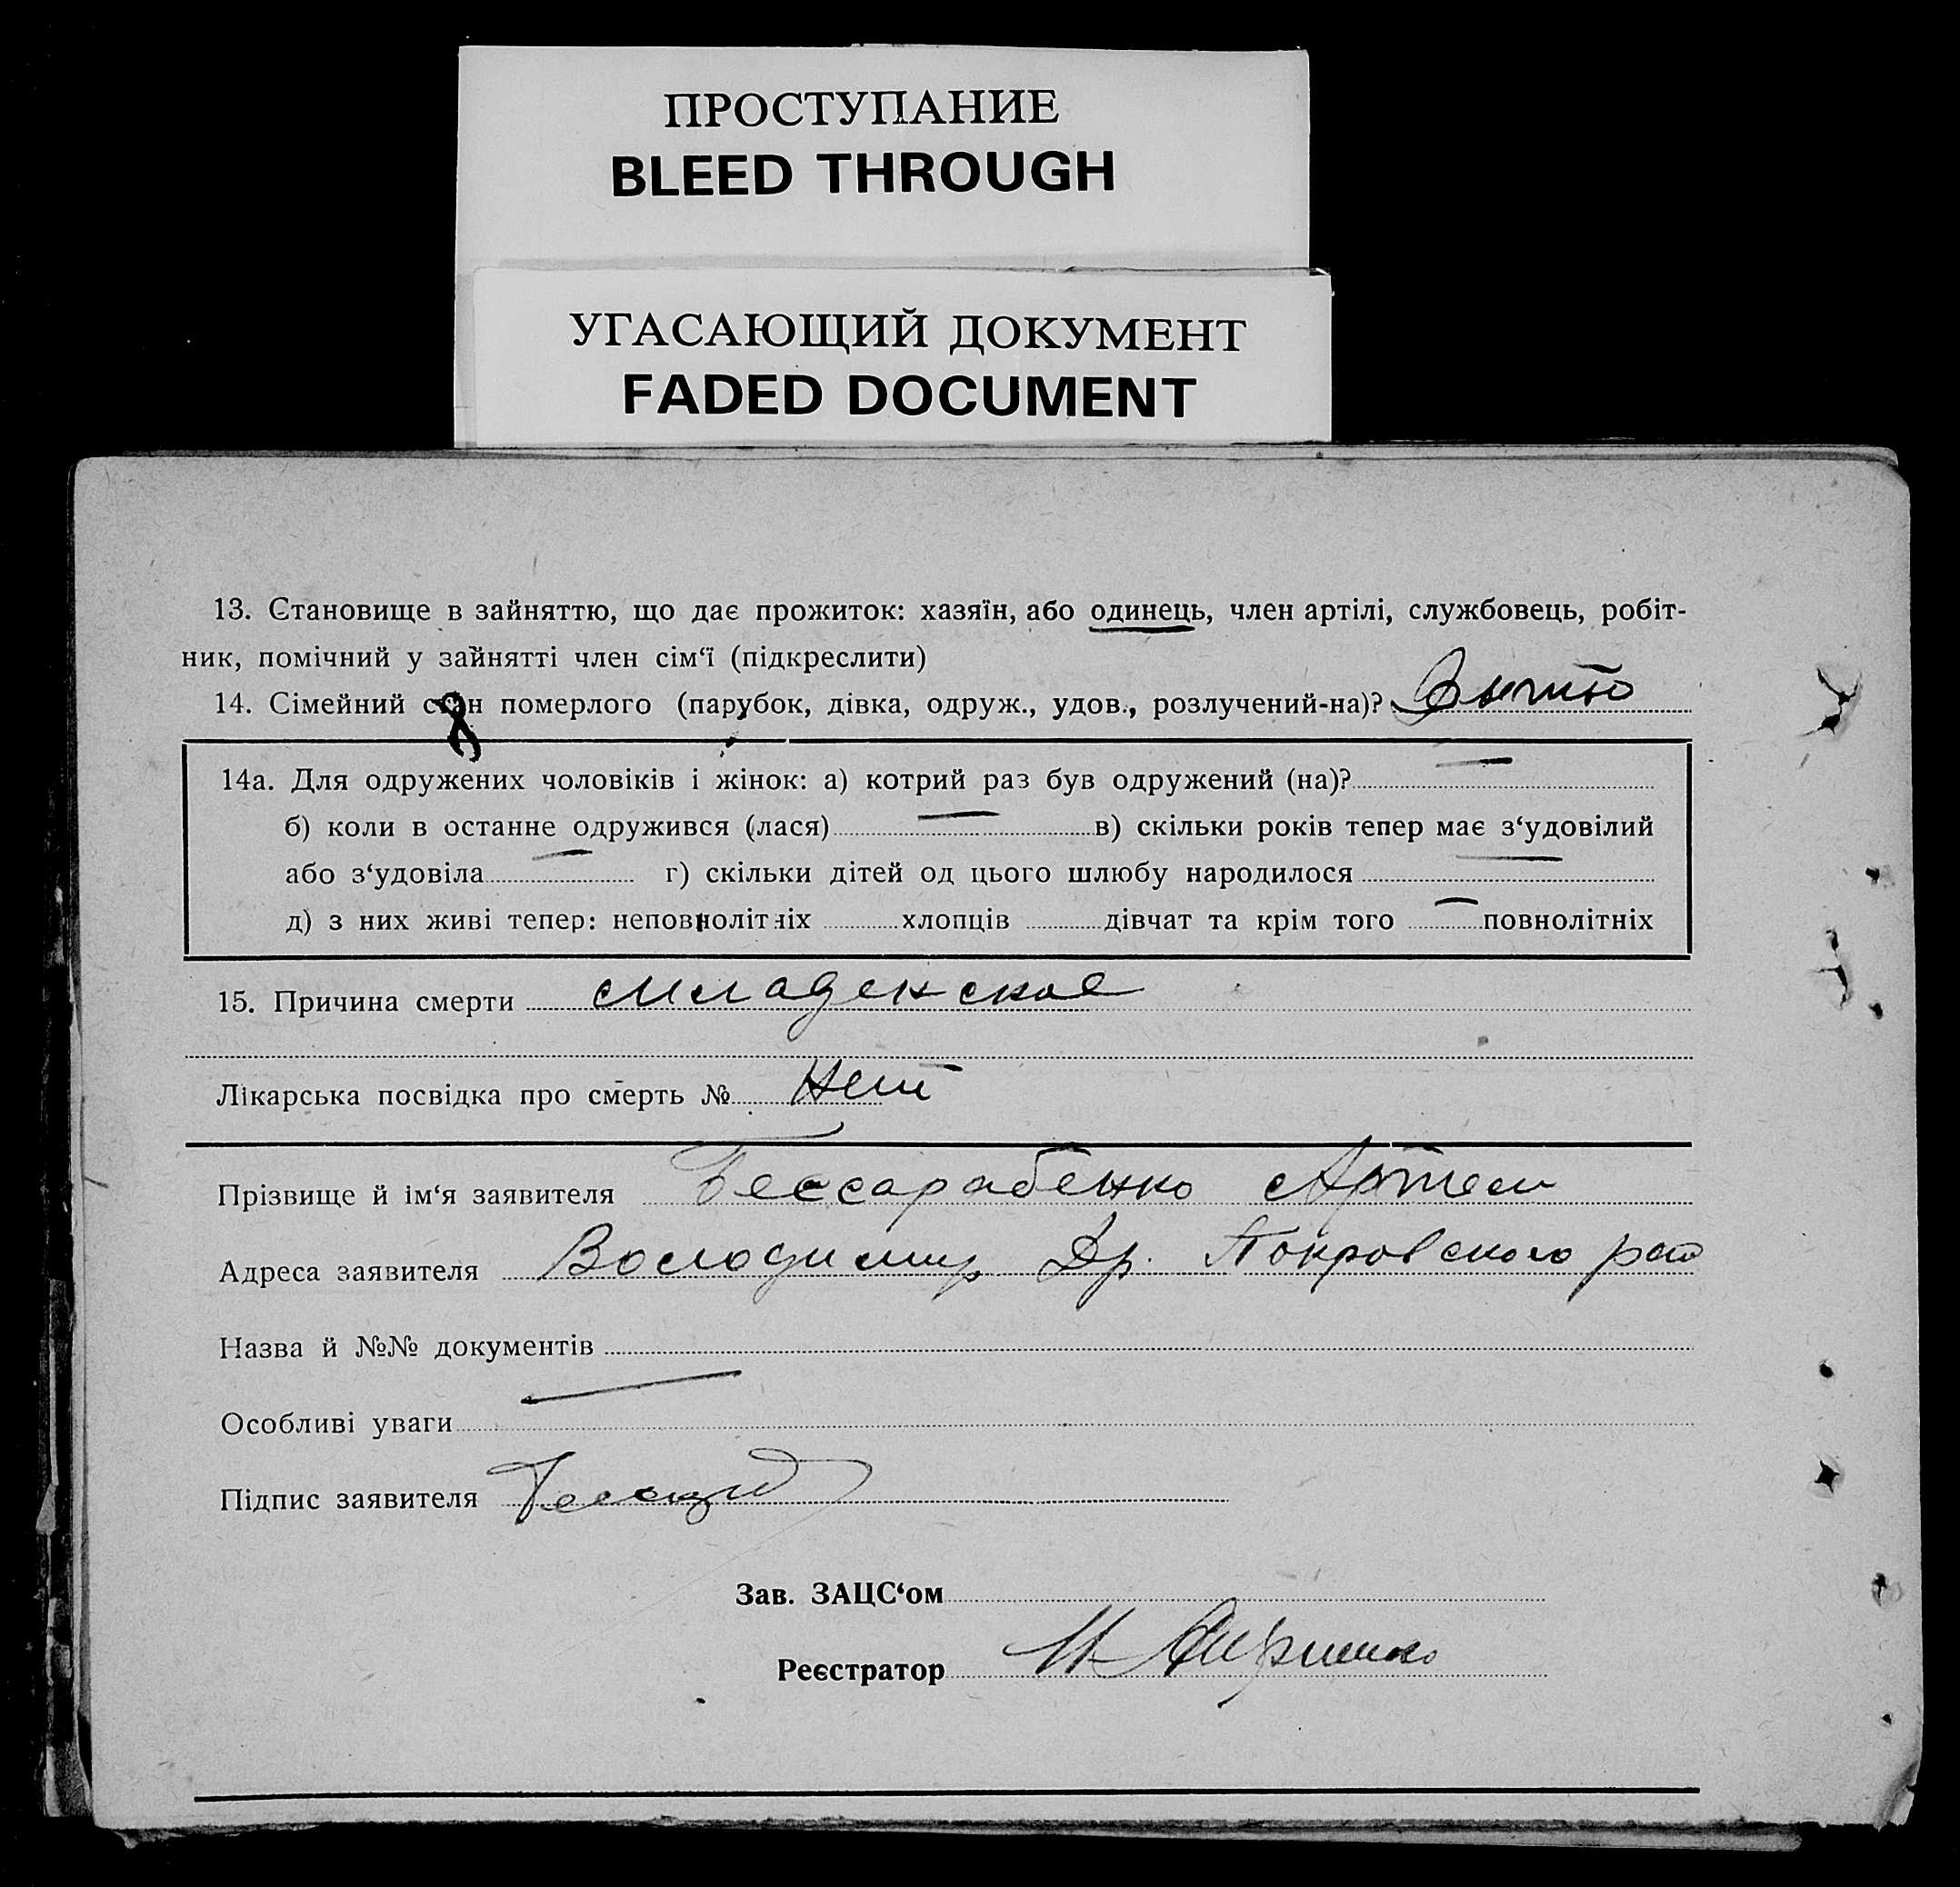 ПРОСТУПАНИЕ
BLEED THROUGH
УГАСАЮЩИЙ ДОКУМЕНТ
FADED DOCUMENT
13. Становище в зайняттю, що дає прожиток: хазяїн, або одинець, член артілі, службовець, робіт-
ник, помічний у зайнятті член сім‘ї (підкреслити)
14. Сімейний стан померлого (парубок, дівка, одруж., удов., розлучений-на)?
14а. Для одружених чоловіків і жінок: а) котрий раз був одружений (на)?
б) коли в останне одружився (лася) в) скільки років тепер має з‘удовілий
або з‘удовіла г) скільки дітей од цього шлюбу народилося
д) з них живі тепер: неповнолітніх хлопців дівчат та крім того повнолітніх
15. Причина смерти младенская
Лікарська посвідка про смерть № Нет
Прізвище й ім‘я заявителя Бессарабенко Артем
Адреса заявителя Володимир Др. Покровского рай
Назва й №№ документів
Особливі уваги
Підпис заявителя
Зав. ЗАЦС‘ом
Реєстратор